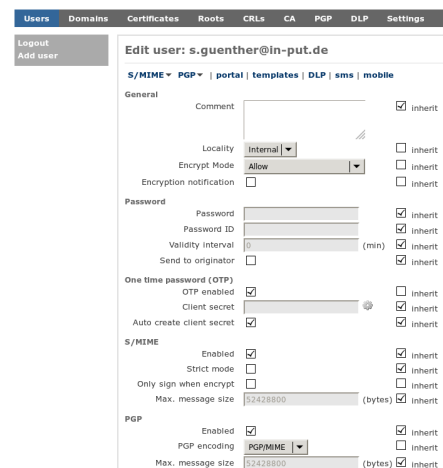 Users Domains Certificates Roots CRLs CA PGP DLP Settings
Logout
Add user
Edit user: s.guenther@in-put.de
S/MIME PGP | portal | templates | DLP | sms | mobile
General
Comment inherit
Locality Internal inherit
Encrypt Mode Allow inherit
Encryption notification inherit
Password
Password inherit
Password ID inherit
Validity interval 0 (min) inherit
Send to originator inherit
One time password (OTP)
OTP enabled inherit
Client secret inherit
Auto create client secret inherit
S/MIME
Enabled inherit
Strict mode inherit
Only sign when encrypt inherit
Max. message size 52428800 (bytes) inherit
PGP
Enabled inherit
PGP encoding PGP/MIME inherit
Max. message size 52428800 (bytes) inherit